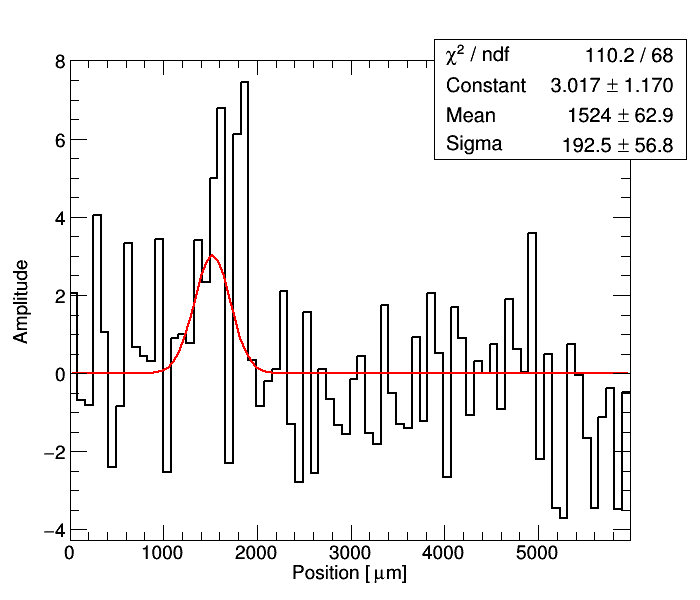 χ² / ndf 110.2 / 68
Constant 3.017 ± 1.170
Mean 1524 ± 62.9
Sigma 192.5 ± 56.8
8
6
4
2
0
−2
−4
Amplitude
0 1000 2000 3000 4000 5000
Position [ μm]